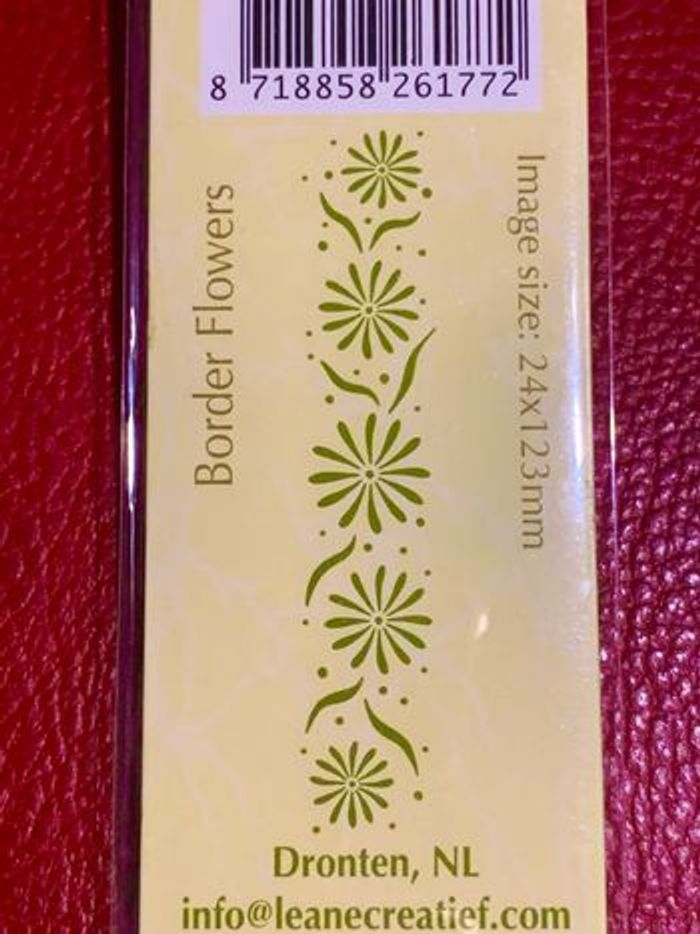 8 718858 261772
Border Flowers
Image size: 24x123mm
Dronten, NL
info@leanecreatief.com